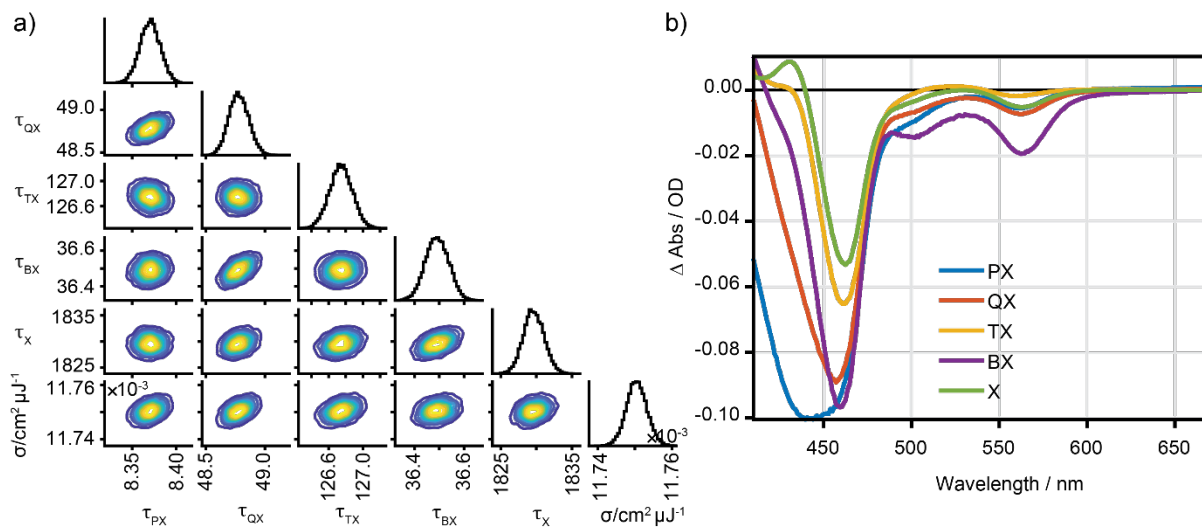 a)
τQX
49.0
48.5
τTX
127.0
126.6
τBX
36.6
36.4
τX
1835
1825
σ/cm² µJ⁻¹
11.76
11.74
×10⁻³
×10⁻³
8.35
8.40
48.5
49.0
126.6
127.0
36.4
36.6
1825
1835
11.74
11.76
τPX
τQX
τTX
τBX
τX
σ/cm² µJ⁻¹
b)
Δ Abs / OD
0.00
-0.02
-0.04
-0.06
-0.08
-0.10
PX
QX
TX
BX
X
450
500
550
600
650
Wavelength / nm